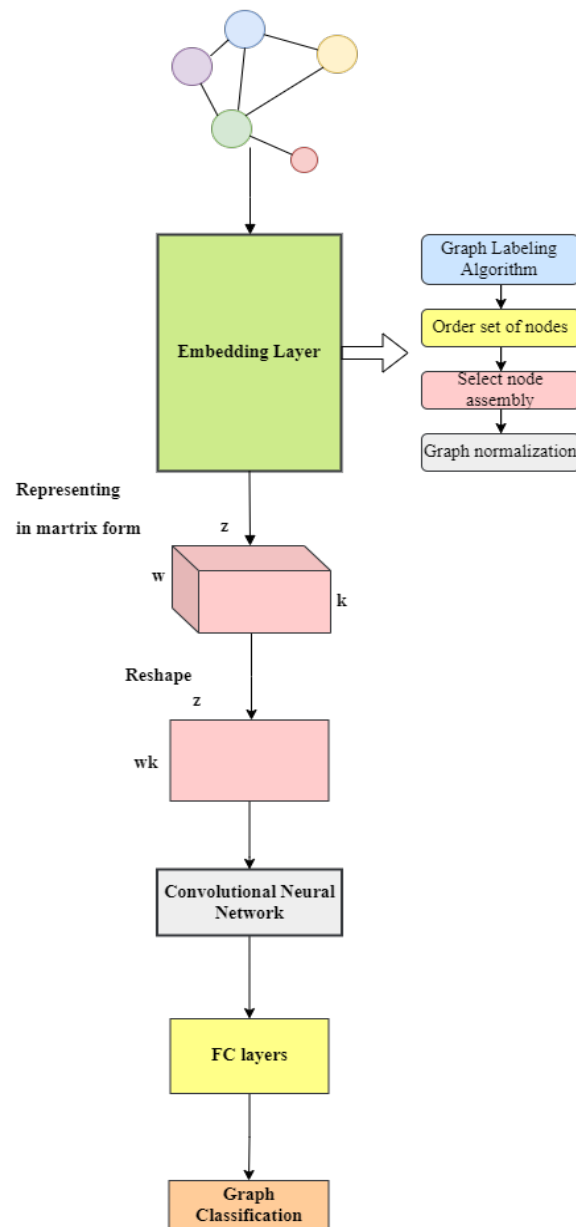 Embedding Layer
Graph Labeling
Algorithm
Order set of nodes
Select node
assembly
Graph normalization
Representing
in martrix form
z
w
k
Reshape
z
wk
Convolutional Neural
Network
FC layers
Graph
Classification